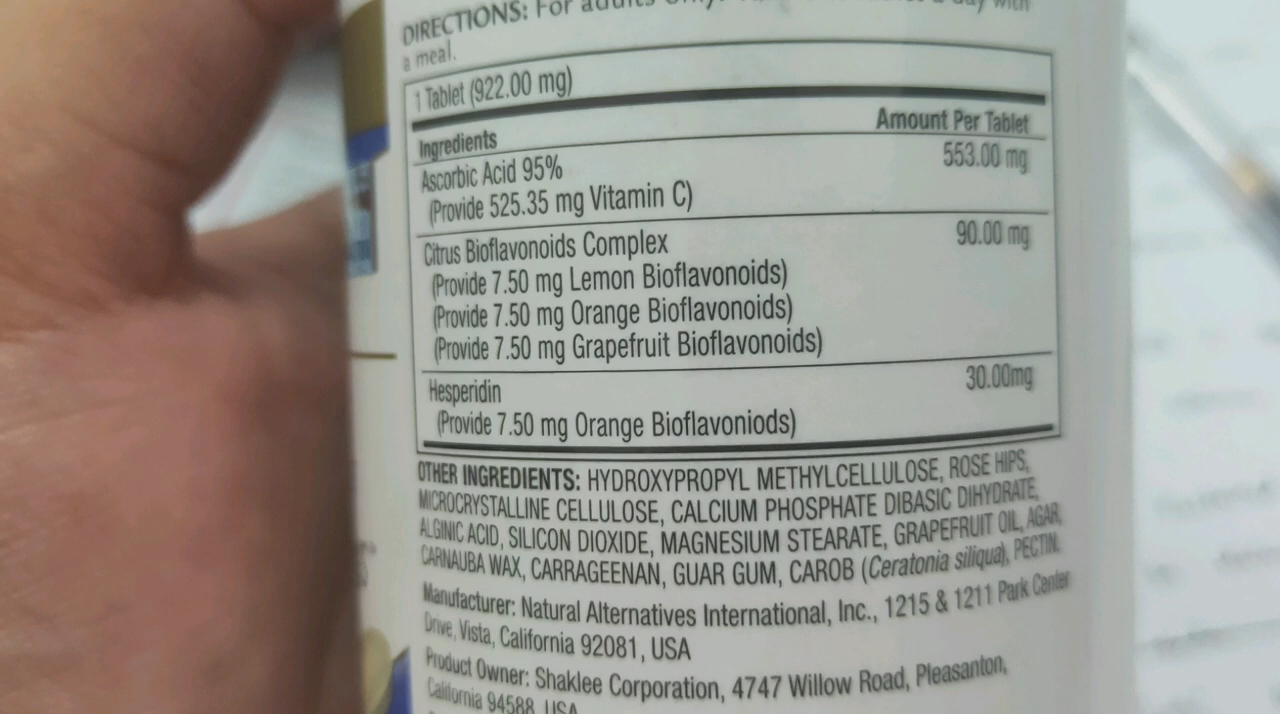 DIRECTIONS: For adults only. a day with
a meal.
1 Tablet (922.00 mg)
Ingredients Amount Per Tablet
Ascorbic Acid 95% 553.00 mg
(Provide 525.35 mg Vitamin C)
Citrus Bioflavonoids Complex 90.00 mg
(Provide 7.50 mg Lemon Bioflavonoids)
(Provide 7.50 mg Orange Bioflavonoids)
(Provide 7.50 mg Grapefruit Bioflavonoids)
Hesperidin 30.00mg
(Provide 7.50 mg Orange Bioflavoniods)
OTHER INGREDIENTS: HYDROXYPROPYL METHYLCELLULOSE, ROSE HIPS,
MICROCRYSTALLINE CELLULOSE, CALCIUM PHOSPHATE DIBASIC DIHYDRATE,
ALGINIC ACID, SILICON DIOXIDE, MAGNESIUM STEARATE, GRAPEFRUIT OIL, AGAR,
CARNAUBA WAX, CARRAGEENAN, GUAR GUM, CAROB (Ceratonia siliqua), PECTIN.
Manufacturer: Natural Alternatives International, Inc., 1215 & 1211 Park Center
Drive, Vista, California 92081, USA
Product Owner: Shaklee Corporation, 4747 Willow Road, Pleasanton,
California 94588, USA